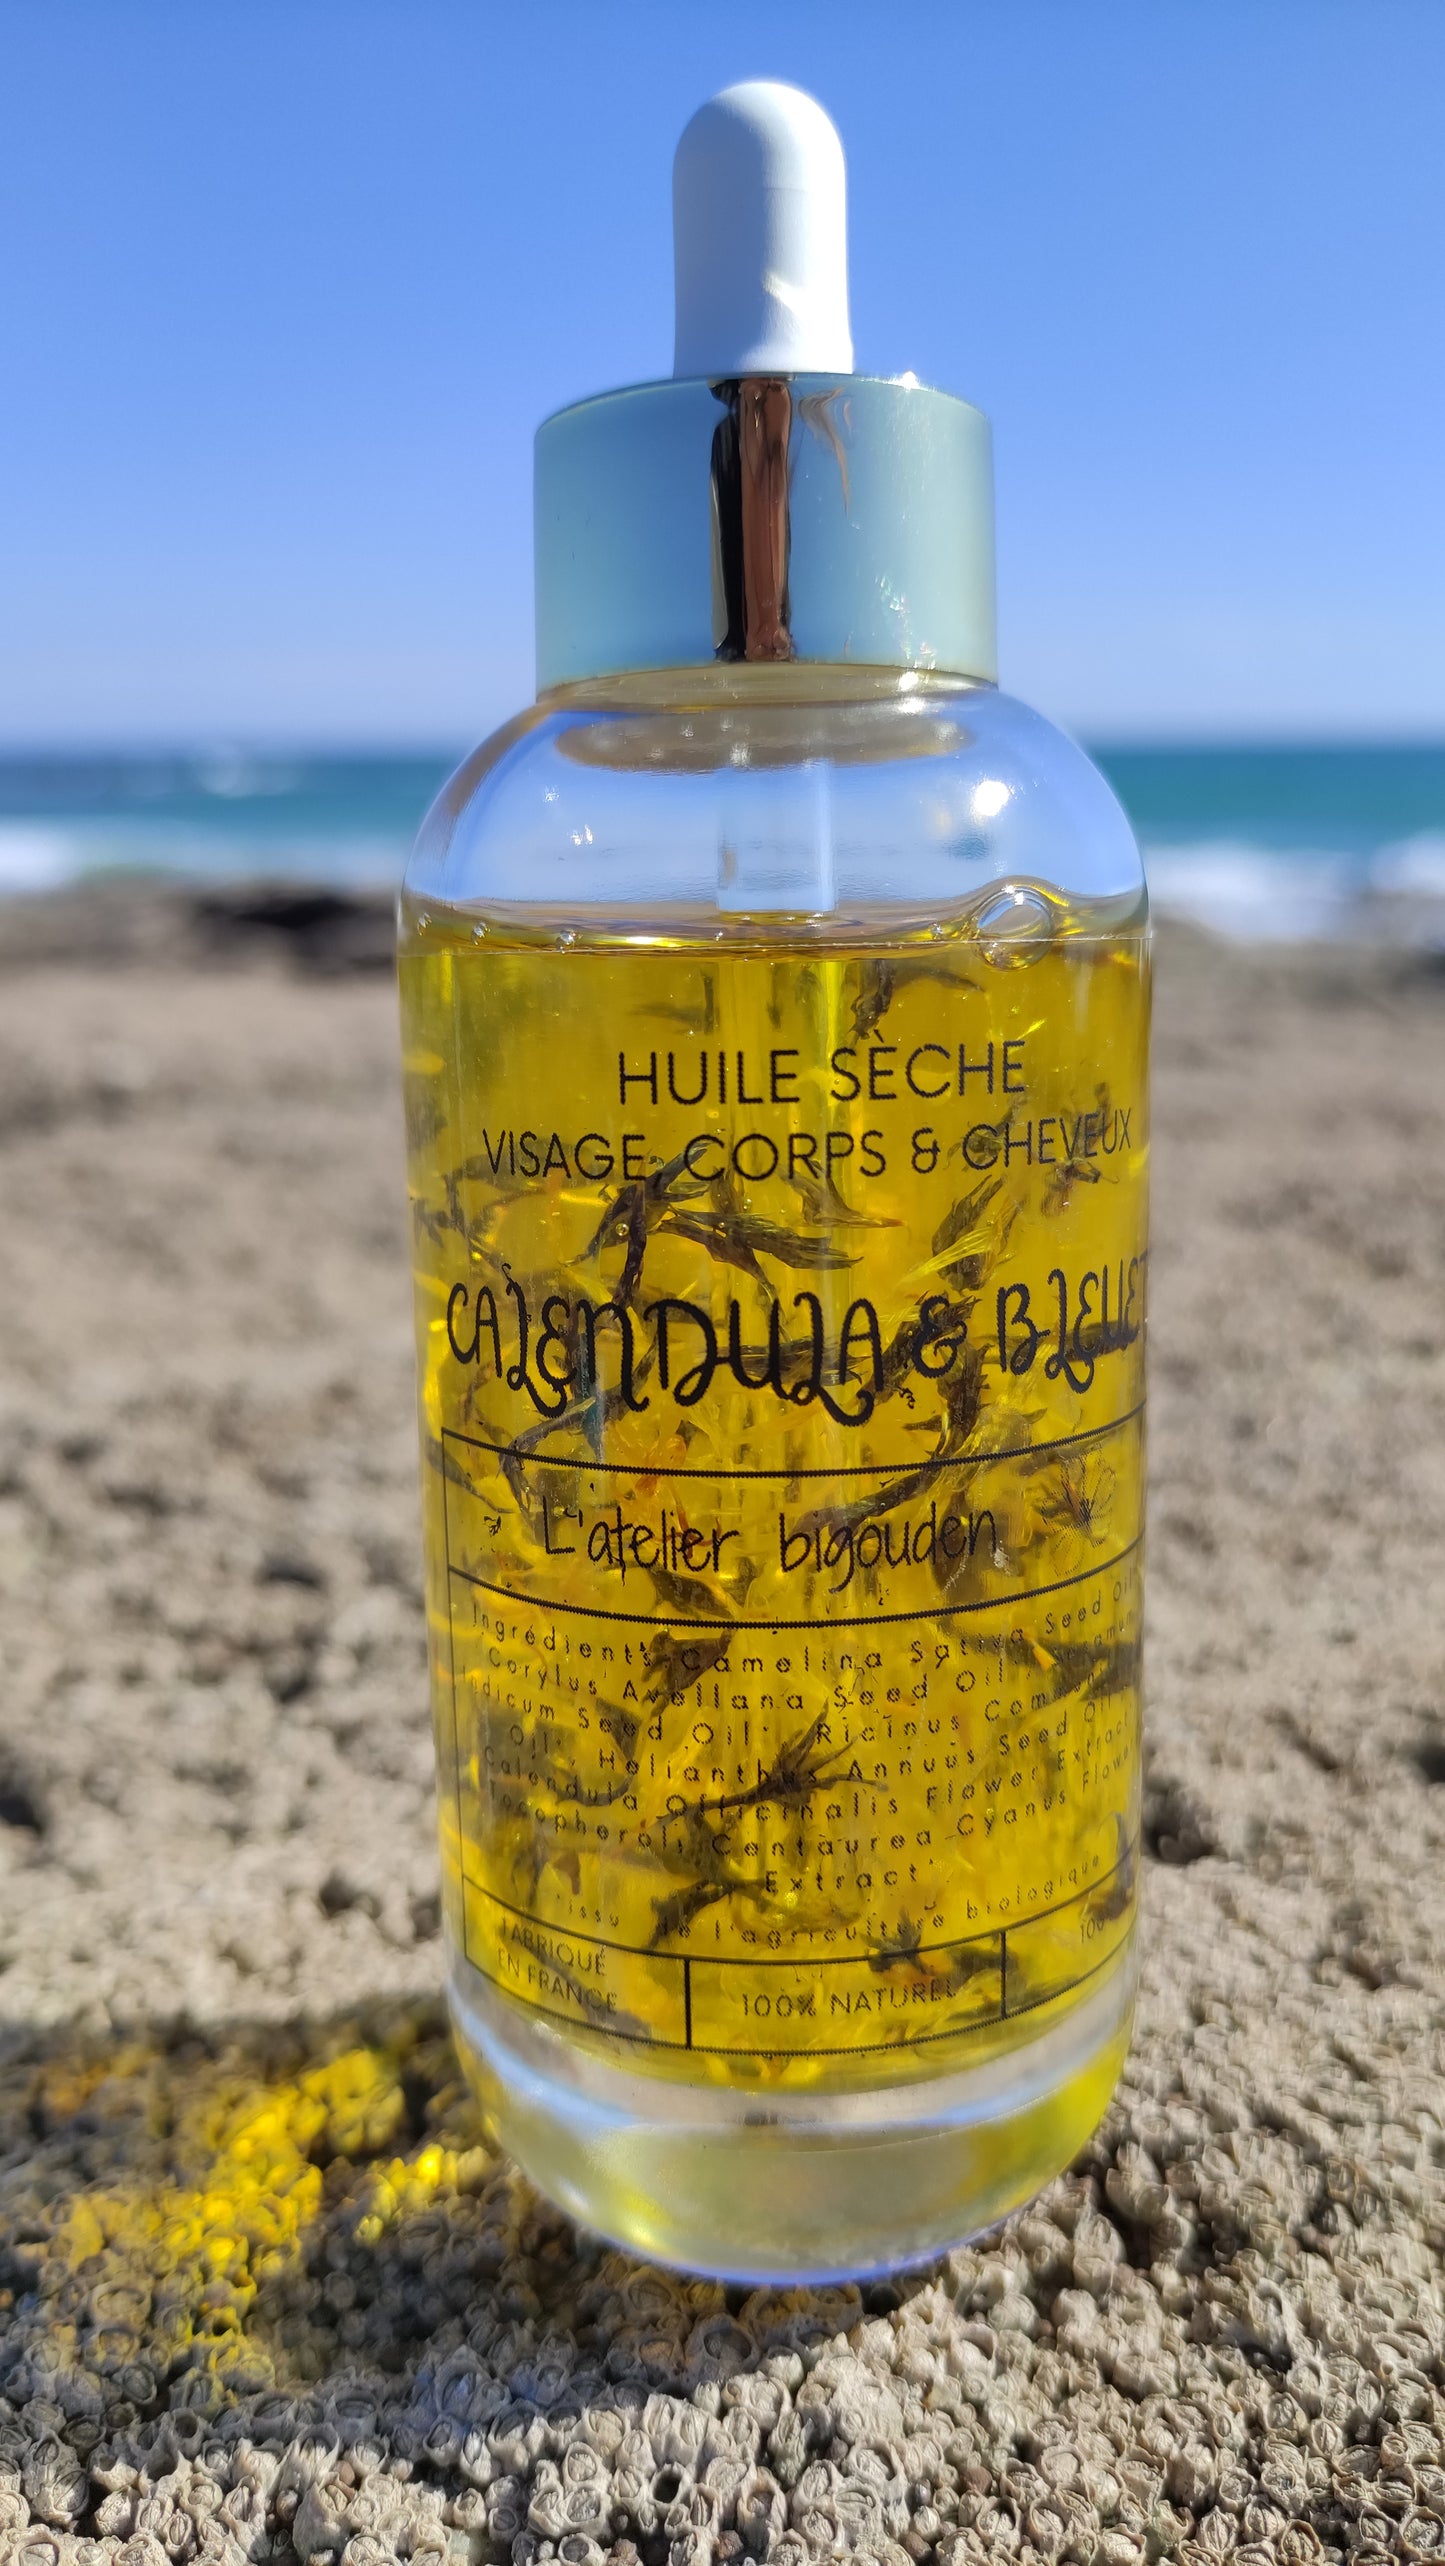 HUILE SÈCHE
VISAGE, CORPS & CHEVEUX
CALENDULA & BLEUET
L'atelier bigouden
Ingrédients Camelina Sativa Seed Oil
Corylus Avellana Seed Oil
Seed Oil* Ricinus
Oil* Helianthus Annuus Seed Oil
Calendula Officinalis Flower Extract
Tocopherol, Centaurea Cyanus
Extract*
issu de l'agriculture biologique
FABRIQUÉ
EN FRANCE
100% NATUREL
100